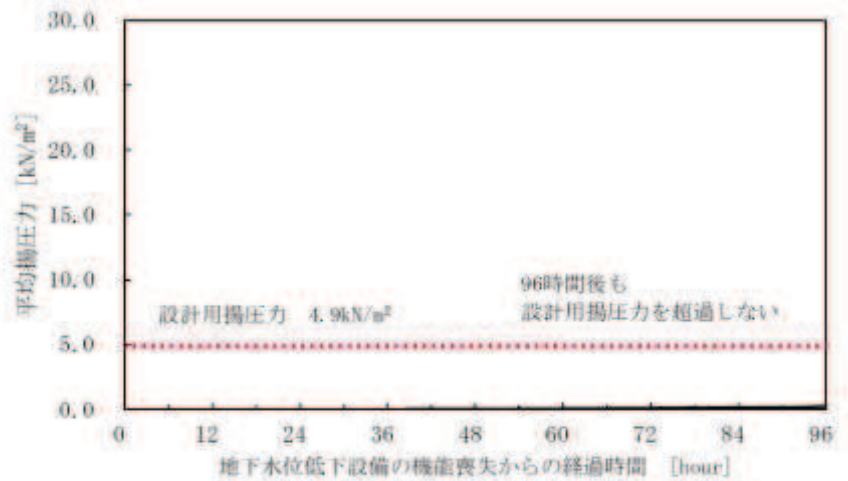 30.0
25.0
20.0
15.0
10.0
5.0
0.0
平均揚圧力 [kN/m²]
設計用揚圧力 4.9kN/m²
96時間後も
設計用揚圧力を超過しない
0 12 24 36 48 60 72 84 96
地下水位低下設備の機能喪失からの経過時間 [hour]